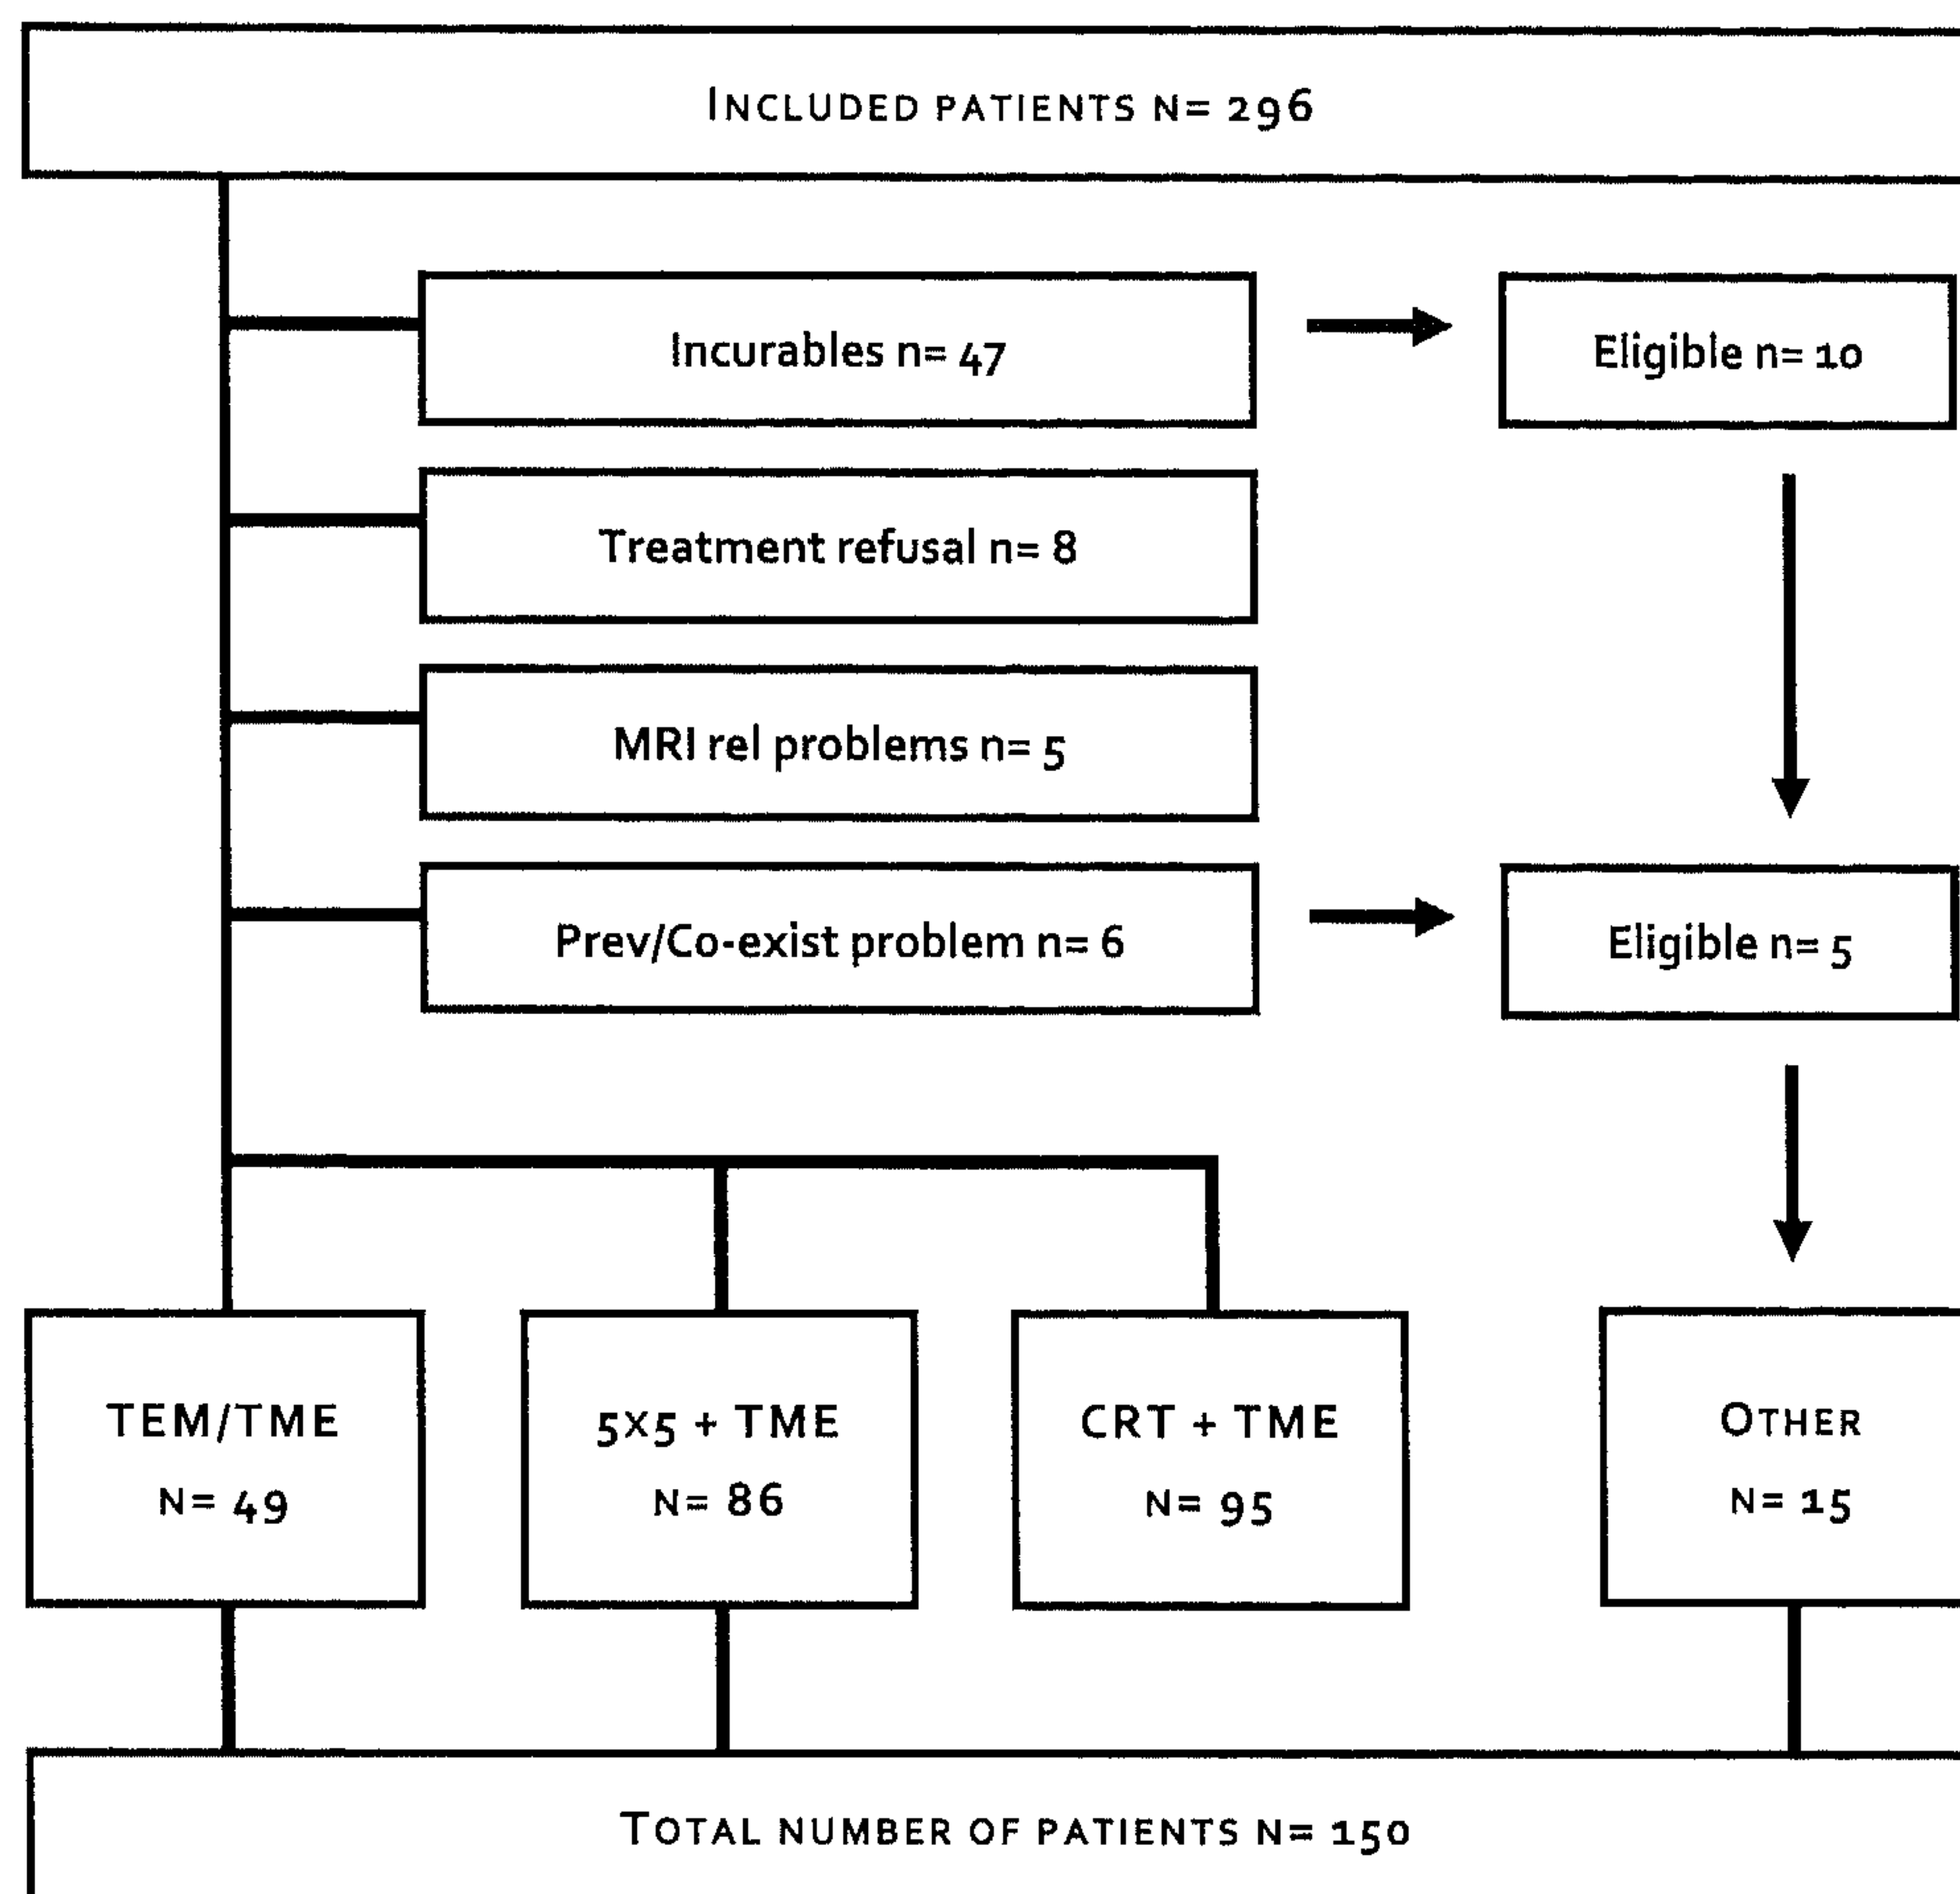 INCLUDED PATIENTS N= 296
Incurables n= 47
Eligible n= 10
Treatment refusal n= 8
MRI rel problems n= 5
Prev/Co-exist problem n= 6
Eligible n= 5
TEM/TME
N= 49
5X5 + TME
N= 86
CRT + TME
N= 95
OTHER
N= 15
TOTAL NUMBER OF PATIENTS N= 150